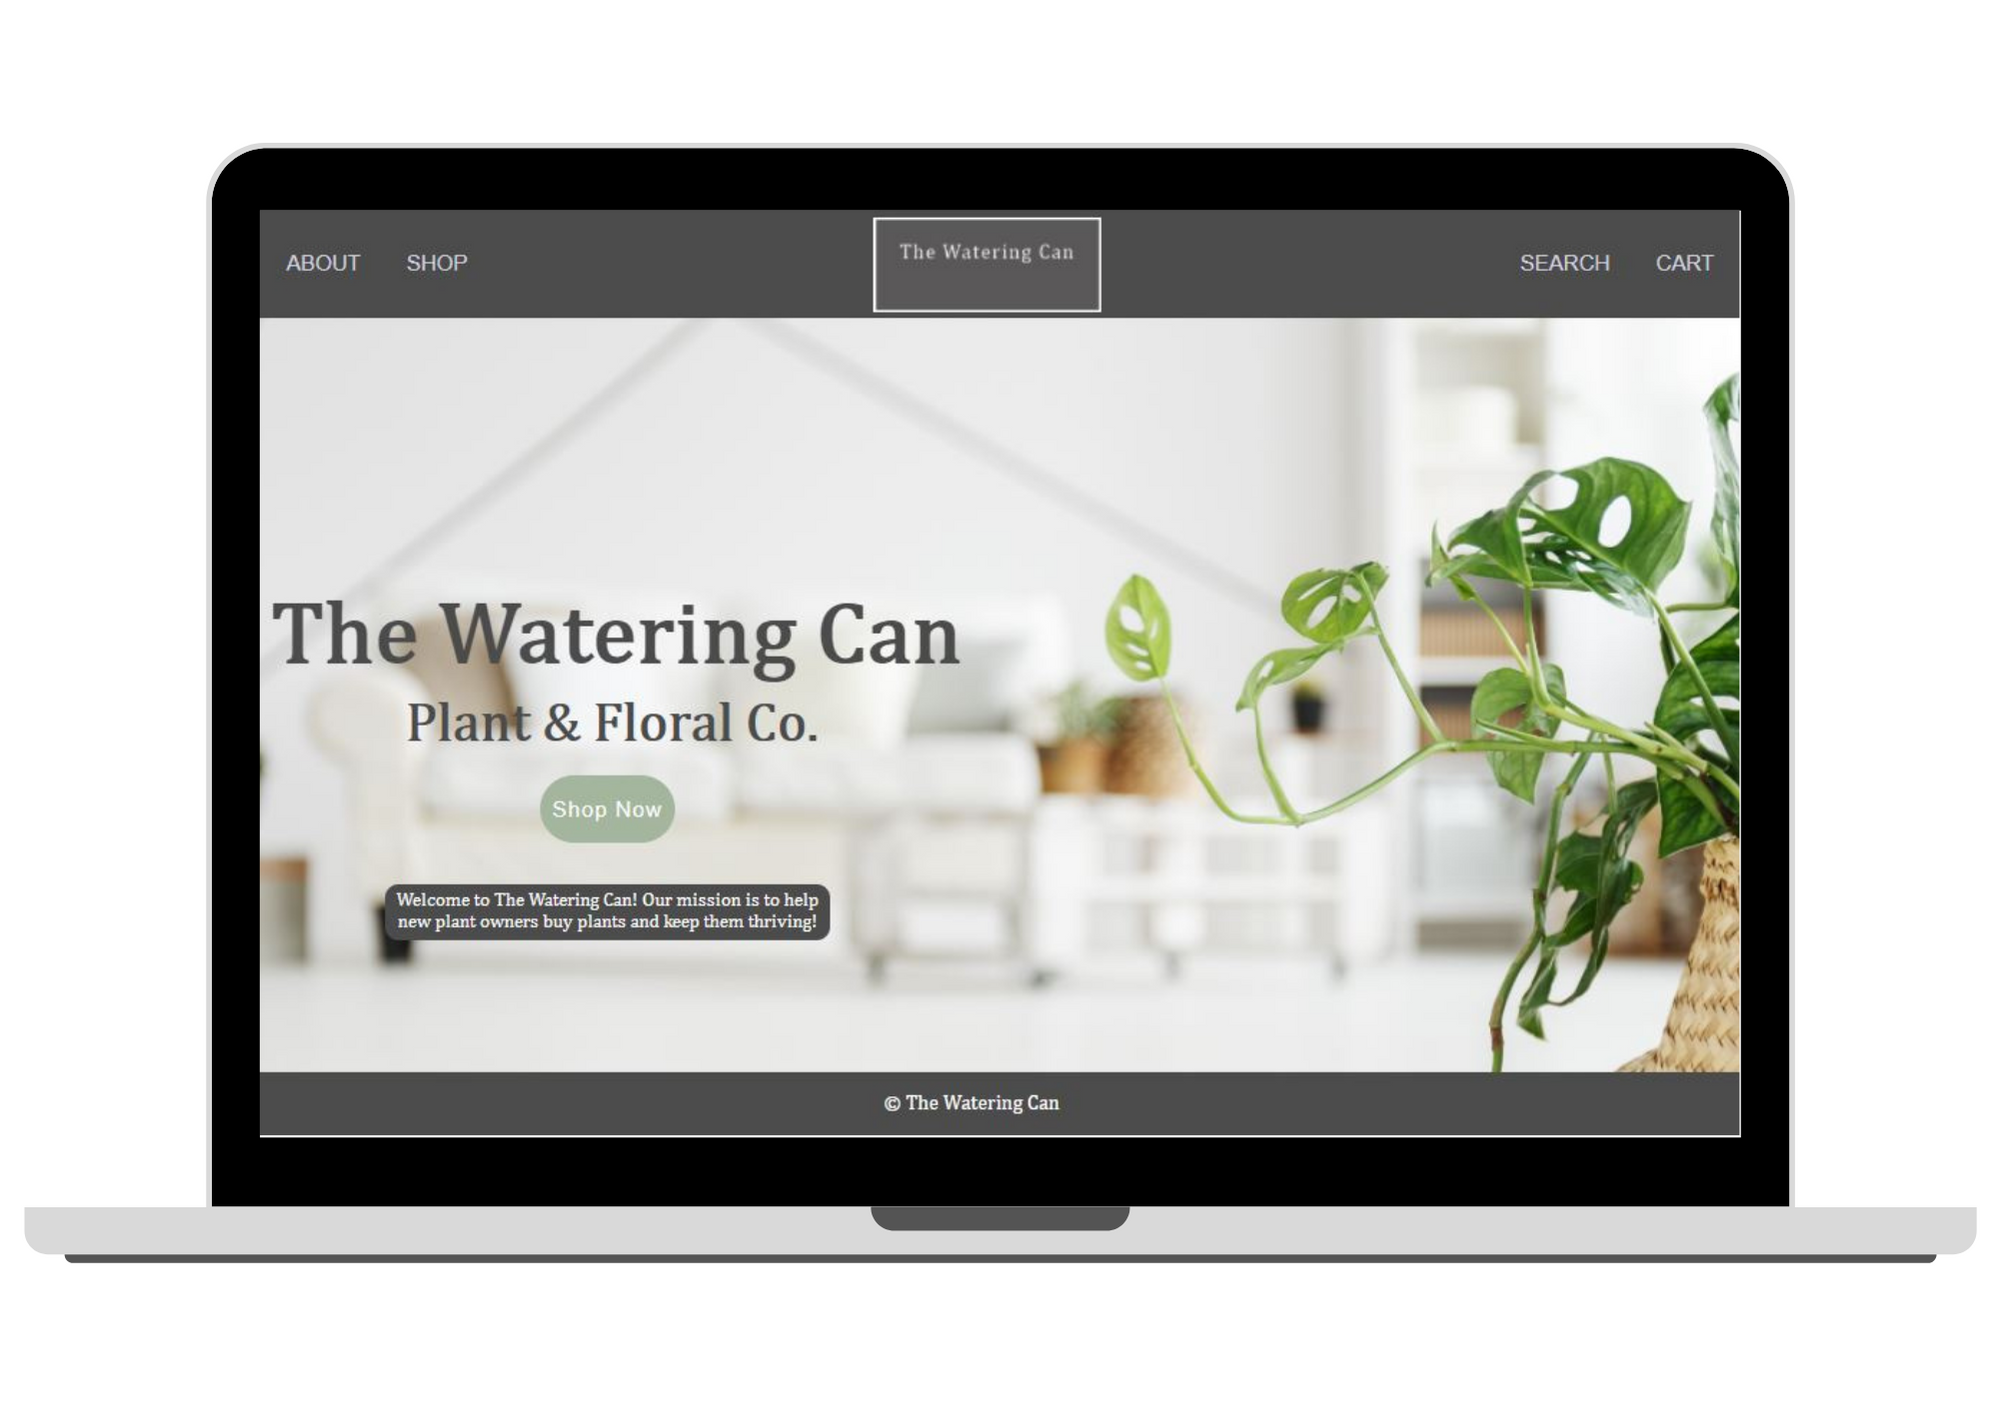 ABOUT SHOP The Watering Can SEARCH CART
The Watering Can
Plant & Floral Co.
Shop Now
Welcome to The Watering Can! Our mission is to help
new plant owners buy plants and keep them thriving!
© The Watering Can